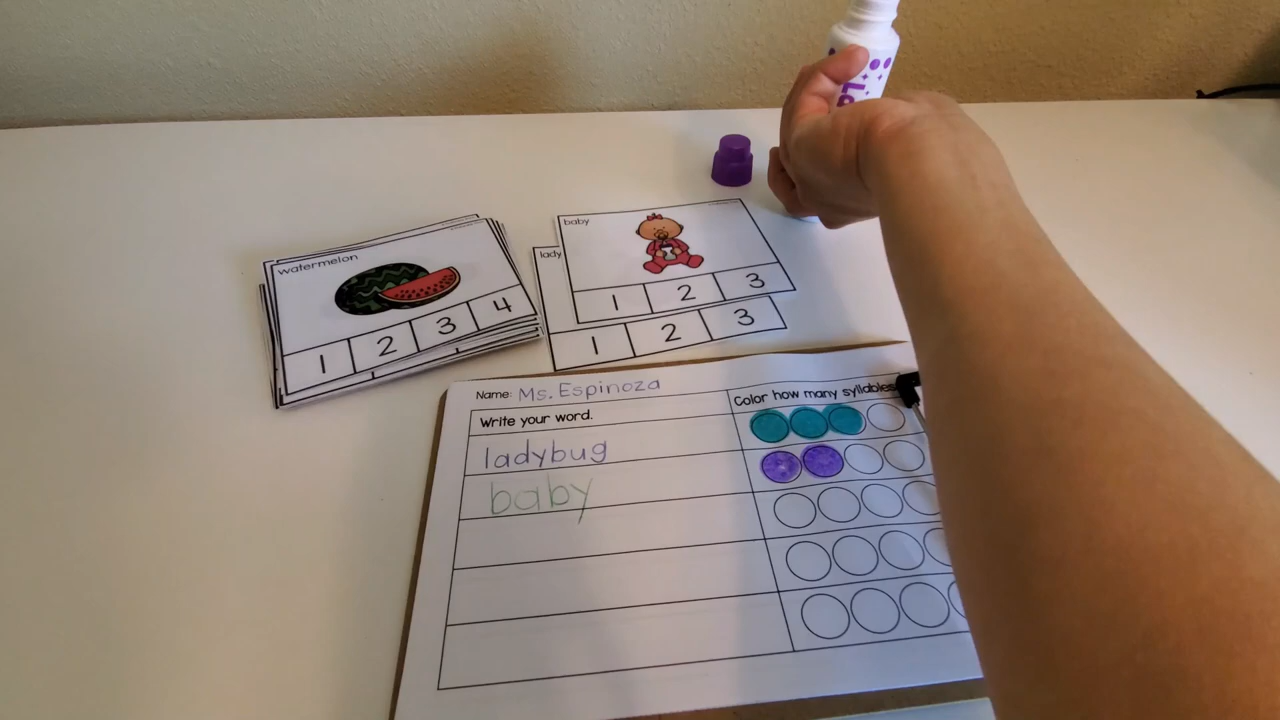 watermelon
1 2 3 4
baby
1 2 3
lady
1 2 3
Name: Ms. Espinoza
Write your word.
Color how many syllables
ladybug
baby